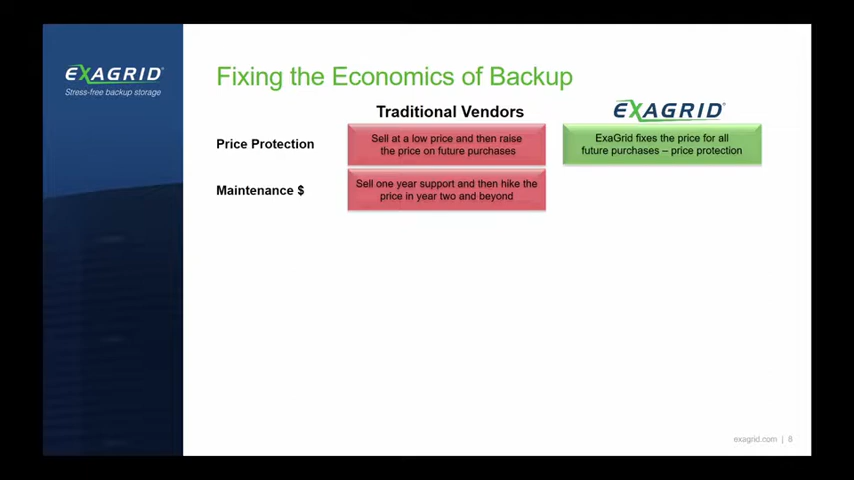 EXAGRID
Stress-free backup storage
Fixing the Economics of Backup
Traditional Vendors
EXAGRID
Price Protection
Sell at a low price and then raise
the price on future purchases
ExaGrid fixes the price for all
future purchases – price protection
Maintenance $
Sell one year support and then hike the
price in year two and beyond
exagrid.com | 8